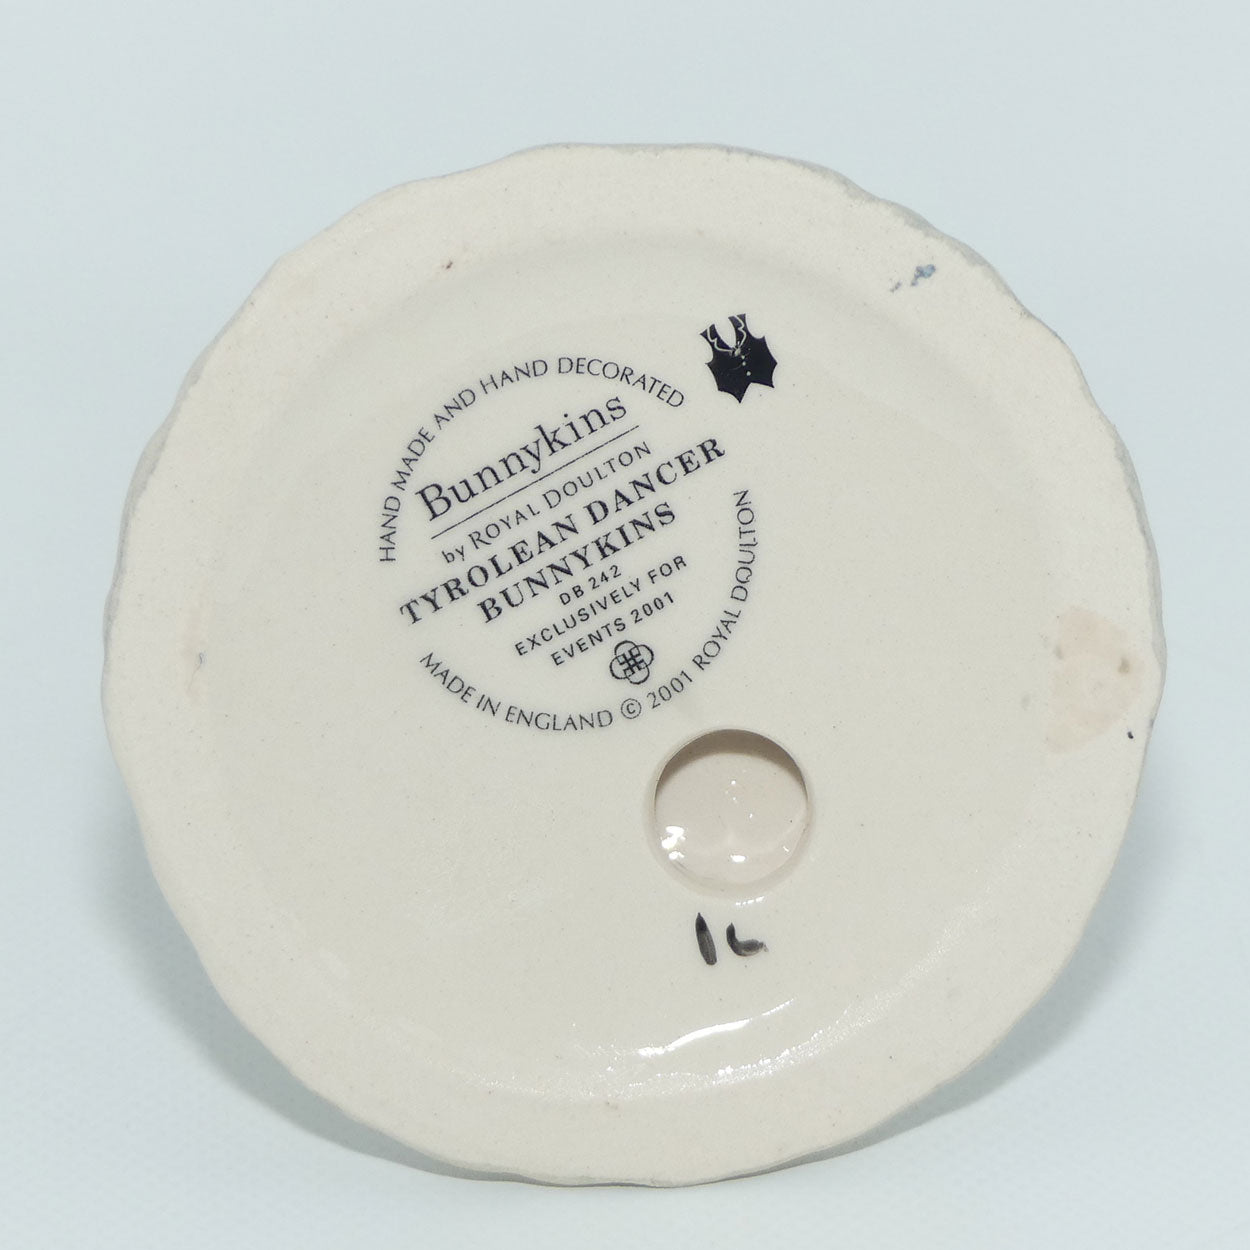 HAND MADE AND HAND DECORATED
Bunnykins
by ROYAL DOULTON
TYROLEAN DANCER
BUNNYKINS
DB 242
EXCLUSIVELY FOR
EVENTS 2001
MADE IN ENGLAND © 2001 ROYAL DOULTON